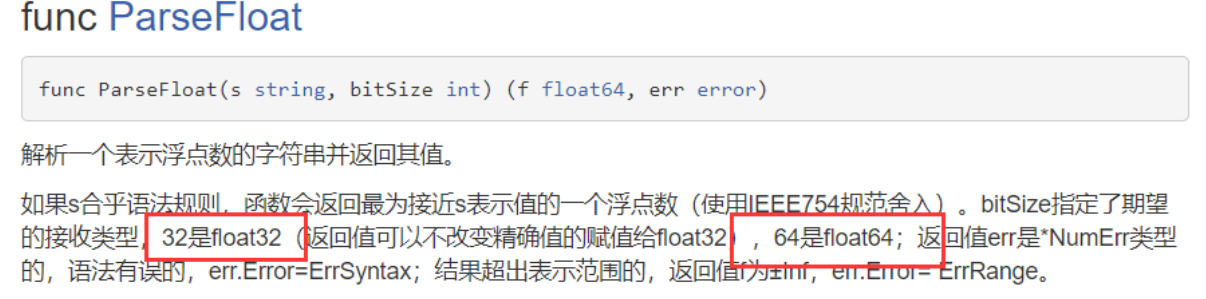 func ParseFloat
func ParseFloat(s string, bitSize int) (f float64, err error)
解析一个表示浮点数的字符串并返回其值。
如果s合乎语法规则，函数会返回最为接近s表示值的一个浮点数（使用IEEE754规范舍入）。bitSize指定了期望
的接收类型，32是float32（返回值可以不改变精确值的赋值给float32），64是float64；返回值err是*NumErr类型
的，语法有误的，err.Error=ErrSyntax；结果超出表示范围的，返回值f为±Inf，err.Error= ErrRange。